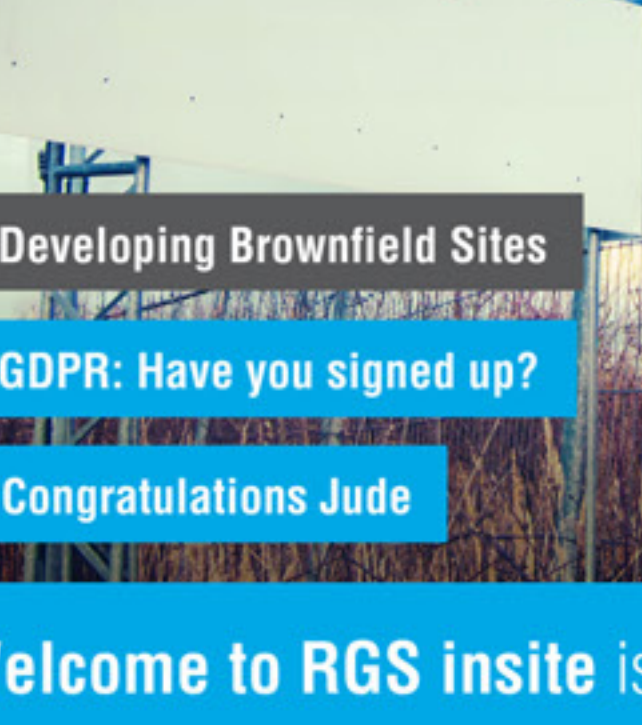 Developing Brownfield Sites
GDPR: Have you signed up?
Congratulations Jude
elcome to RGS insite is